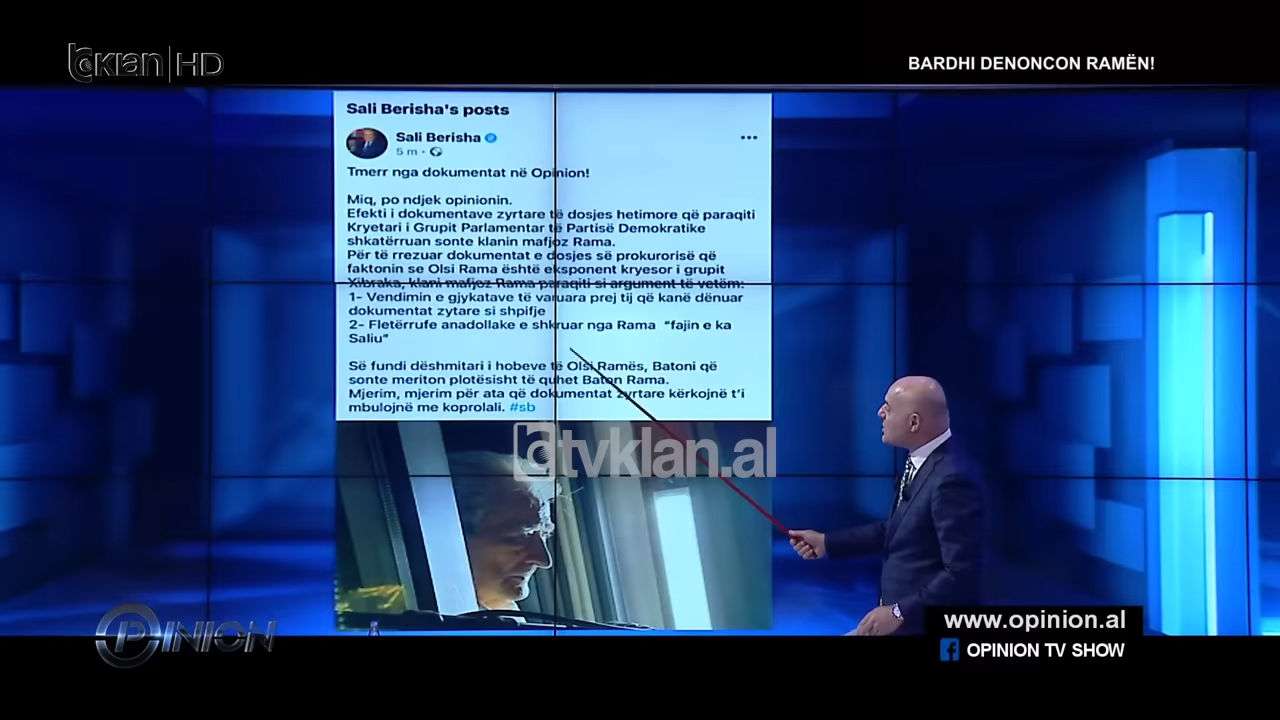 tvklan HD
BARDHI DENONCON RAMËN!
Sali Berisha's posts
Sali Berisha
5 m
Tmerr nga dokumentat në Opinion!
Miq, po ndjek opinionin.
Efekti i dokumentave zyrtare të dosjes hetimore që paraqiti
Kryetari i Grupit Parlamentar të Partisë Demokratike
shkatërruan sonte klanin mafjoz Rama.
Për të rrezuar dokumentat e dosjes së prokurorisë që
faktonin se Olsi Rama është eksponent kryesor i grupit
Xibraka, klani mafjoz Rama paraqiti si argument të vetëm:
1- Vendimin e gjykatave të varuara prej tij që kanë dënuar
dokumentat zytare si shpifje
2- Fletërrufe anadollake e shkruar nga Rama "fajin e ka
Saliu"
Së fundi dëshmitari i hobeve të Olsi Ramës, Batoni që
sonte meriton plotësisht të quhet Baton Rama.
Mjerim, mjerim për ata që dokumentat zyrtare kërkojnë t'i
mbulojnë me koprolali. #sb
tvklan.al
OPINION
www.opinion.al
OPINION TV SHOW